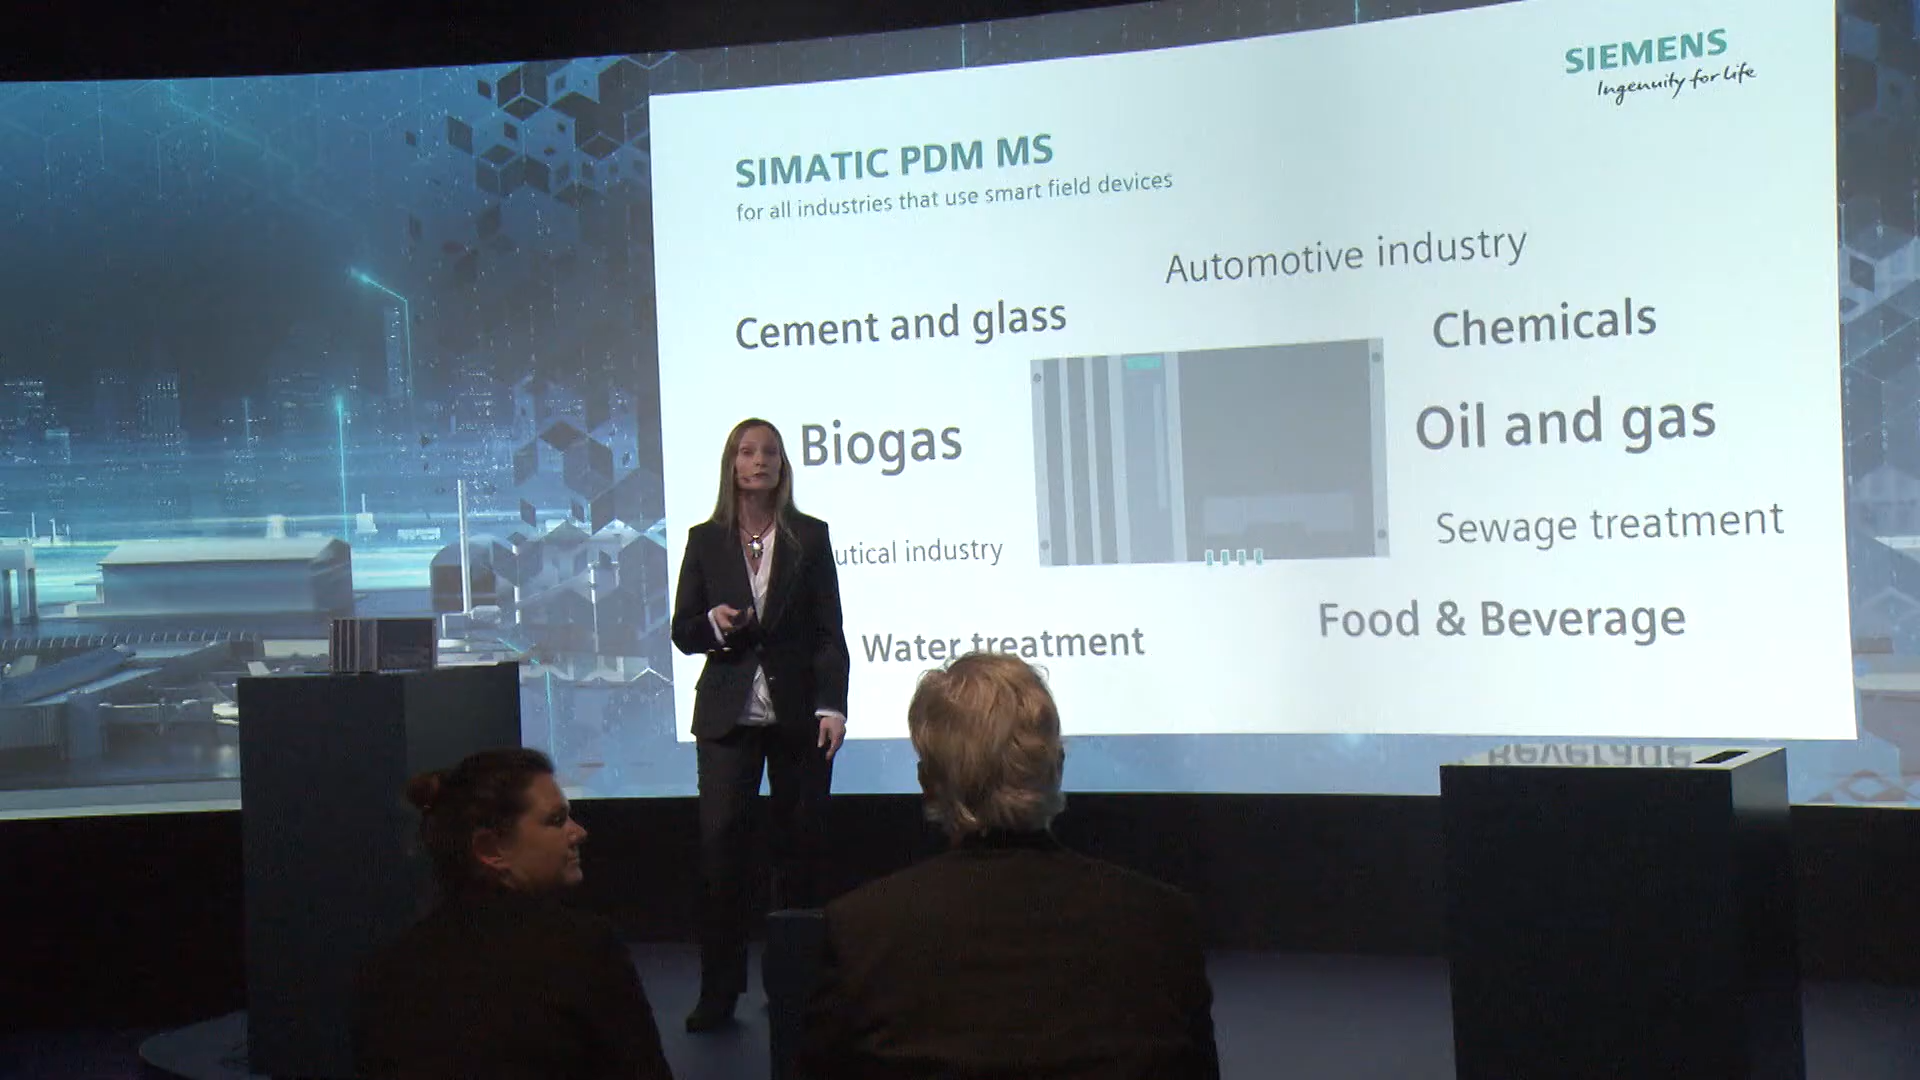 SIEMENS
Ingenuity for life
SIMATIC PDM MS
for all industries that use smart field devices
Automotive industry
Cement and glass
Chemicals
Biogas
Oil and gas
utical industry
Sewage treatment
Water treatment
Food & Beverage
Beverage